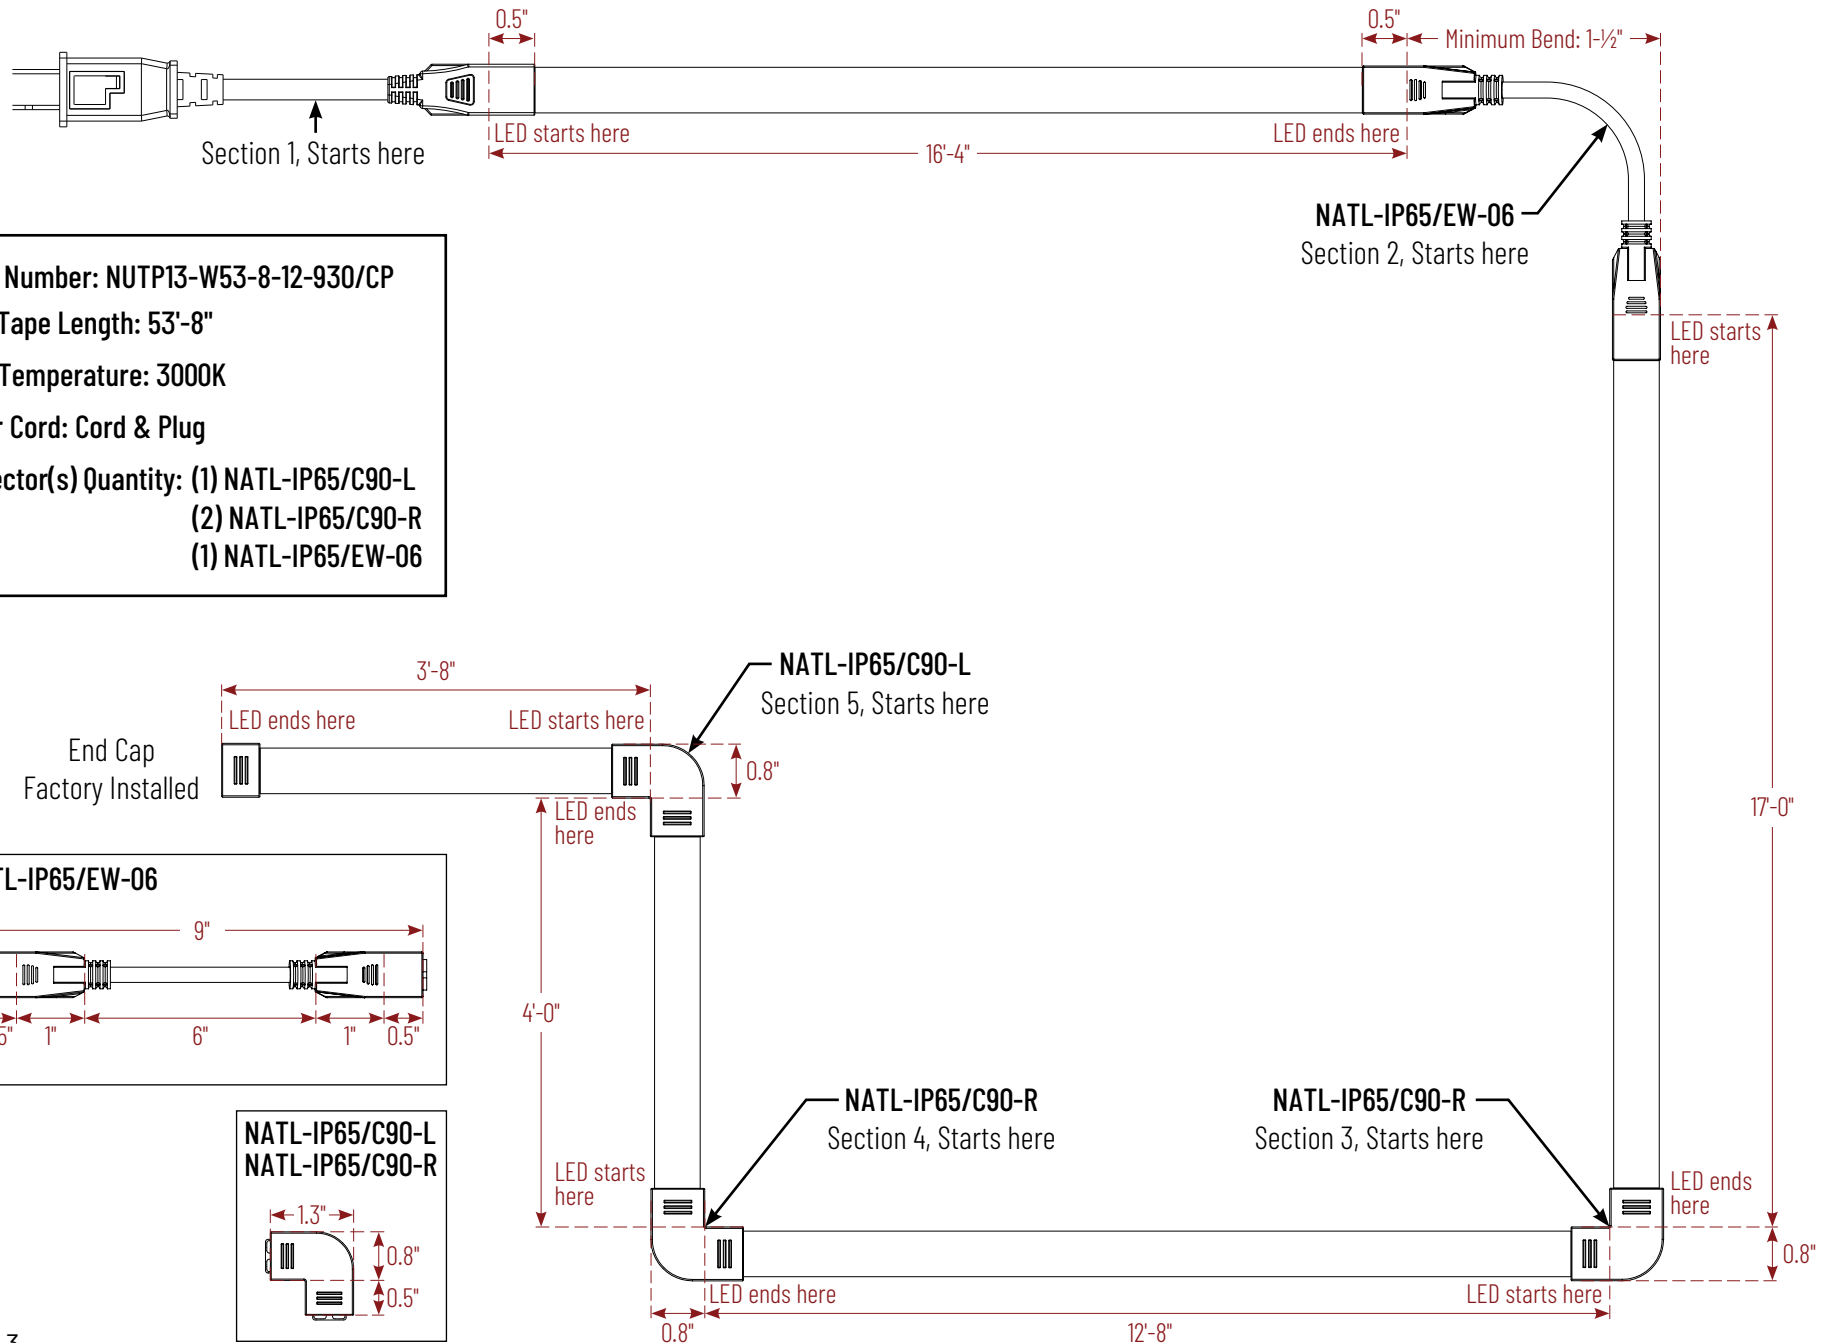 0.5"
0.5"
Minimum Bend: 1-½"
LED starts here
LED ends here
16'-4"
Section 1, Starts here
NATL-IP65/EW-06
Section 2, Starts here
Number: NUTP13-W53-8-12-930/CP
Tape Length: 53'-8"
Temperature: 3000K
Cord: Cord & Plug
Quantity: (1) NATL-IP65/C90-L
(2) NATL-IP65/C90-R
(1) NATL-IP65/EW-06
LED starts
here
3'-8"
LED ends here
LED starts here
NATL-IP65/C90-L
Section 5, Starts here
End Cap
Factory Installed
0.8"
LED ends
here
17'-0"
-IP65/EW-06
9"
1"
6"
1"
0.5"
4'-0"
NATL-IP65/C90-R
Section 4, Starts here
NATL-IP65/C90-R
Section 3, Starts here
LED starts
here
LED ends
here
NATL-IP65/C90-L
NATL-IP65/C90-R
1.3"
0.8"
0.5"
0.8"
LED ends here
LED starts here
0.8"
12'-8"